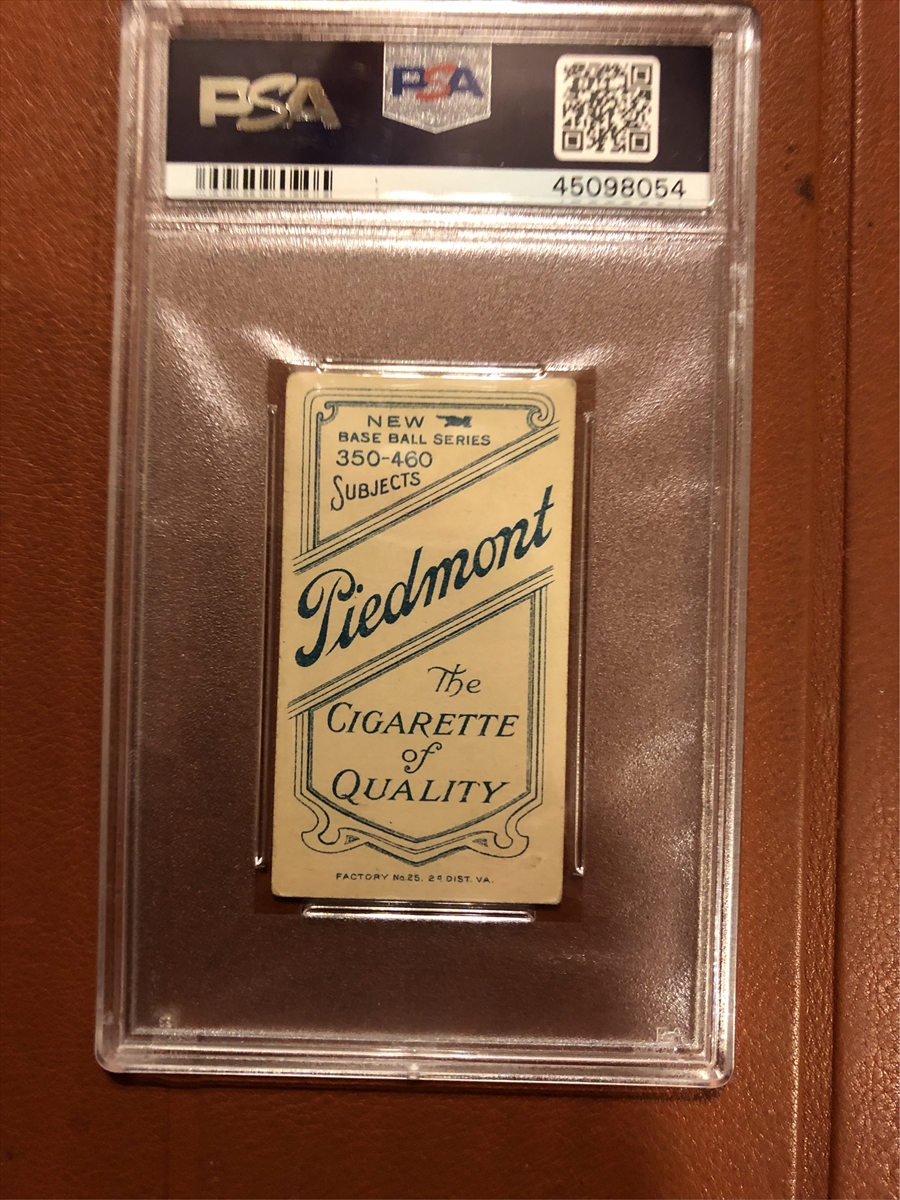 PSA
PSA
45098054
NEW
BASE BALL SERIES
350-460
SUBJECTS
Piedmont
The
CIGARETTE
of
QUALITY
FACTORY No. 25. 2d DIST. VA.